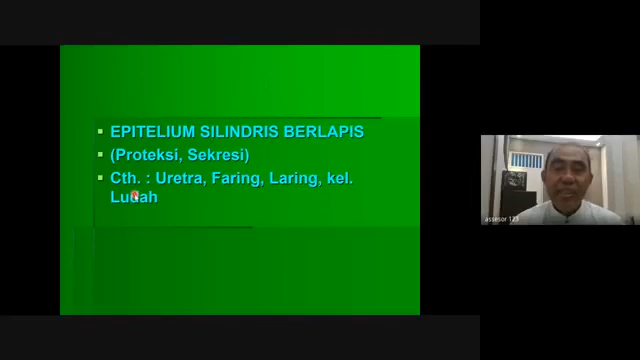 EPITELIUM SILINDRIS BERLAPIS
(Proteksi, Sekresi)
Cth. : Uretra, Faring, Laring, kel.
Ludah
assesor 123